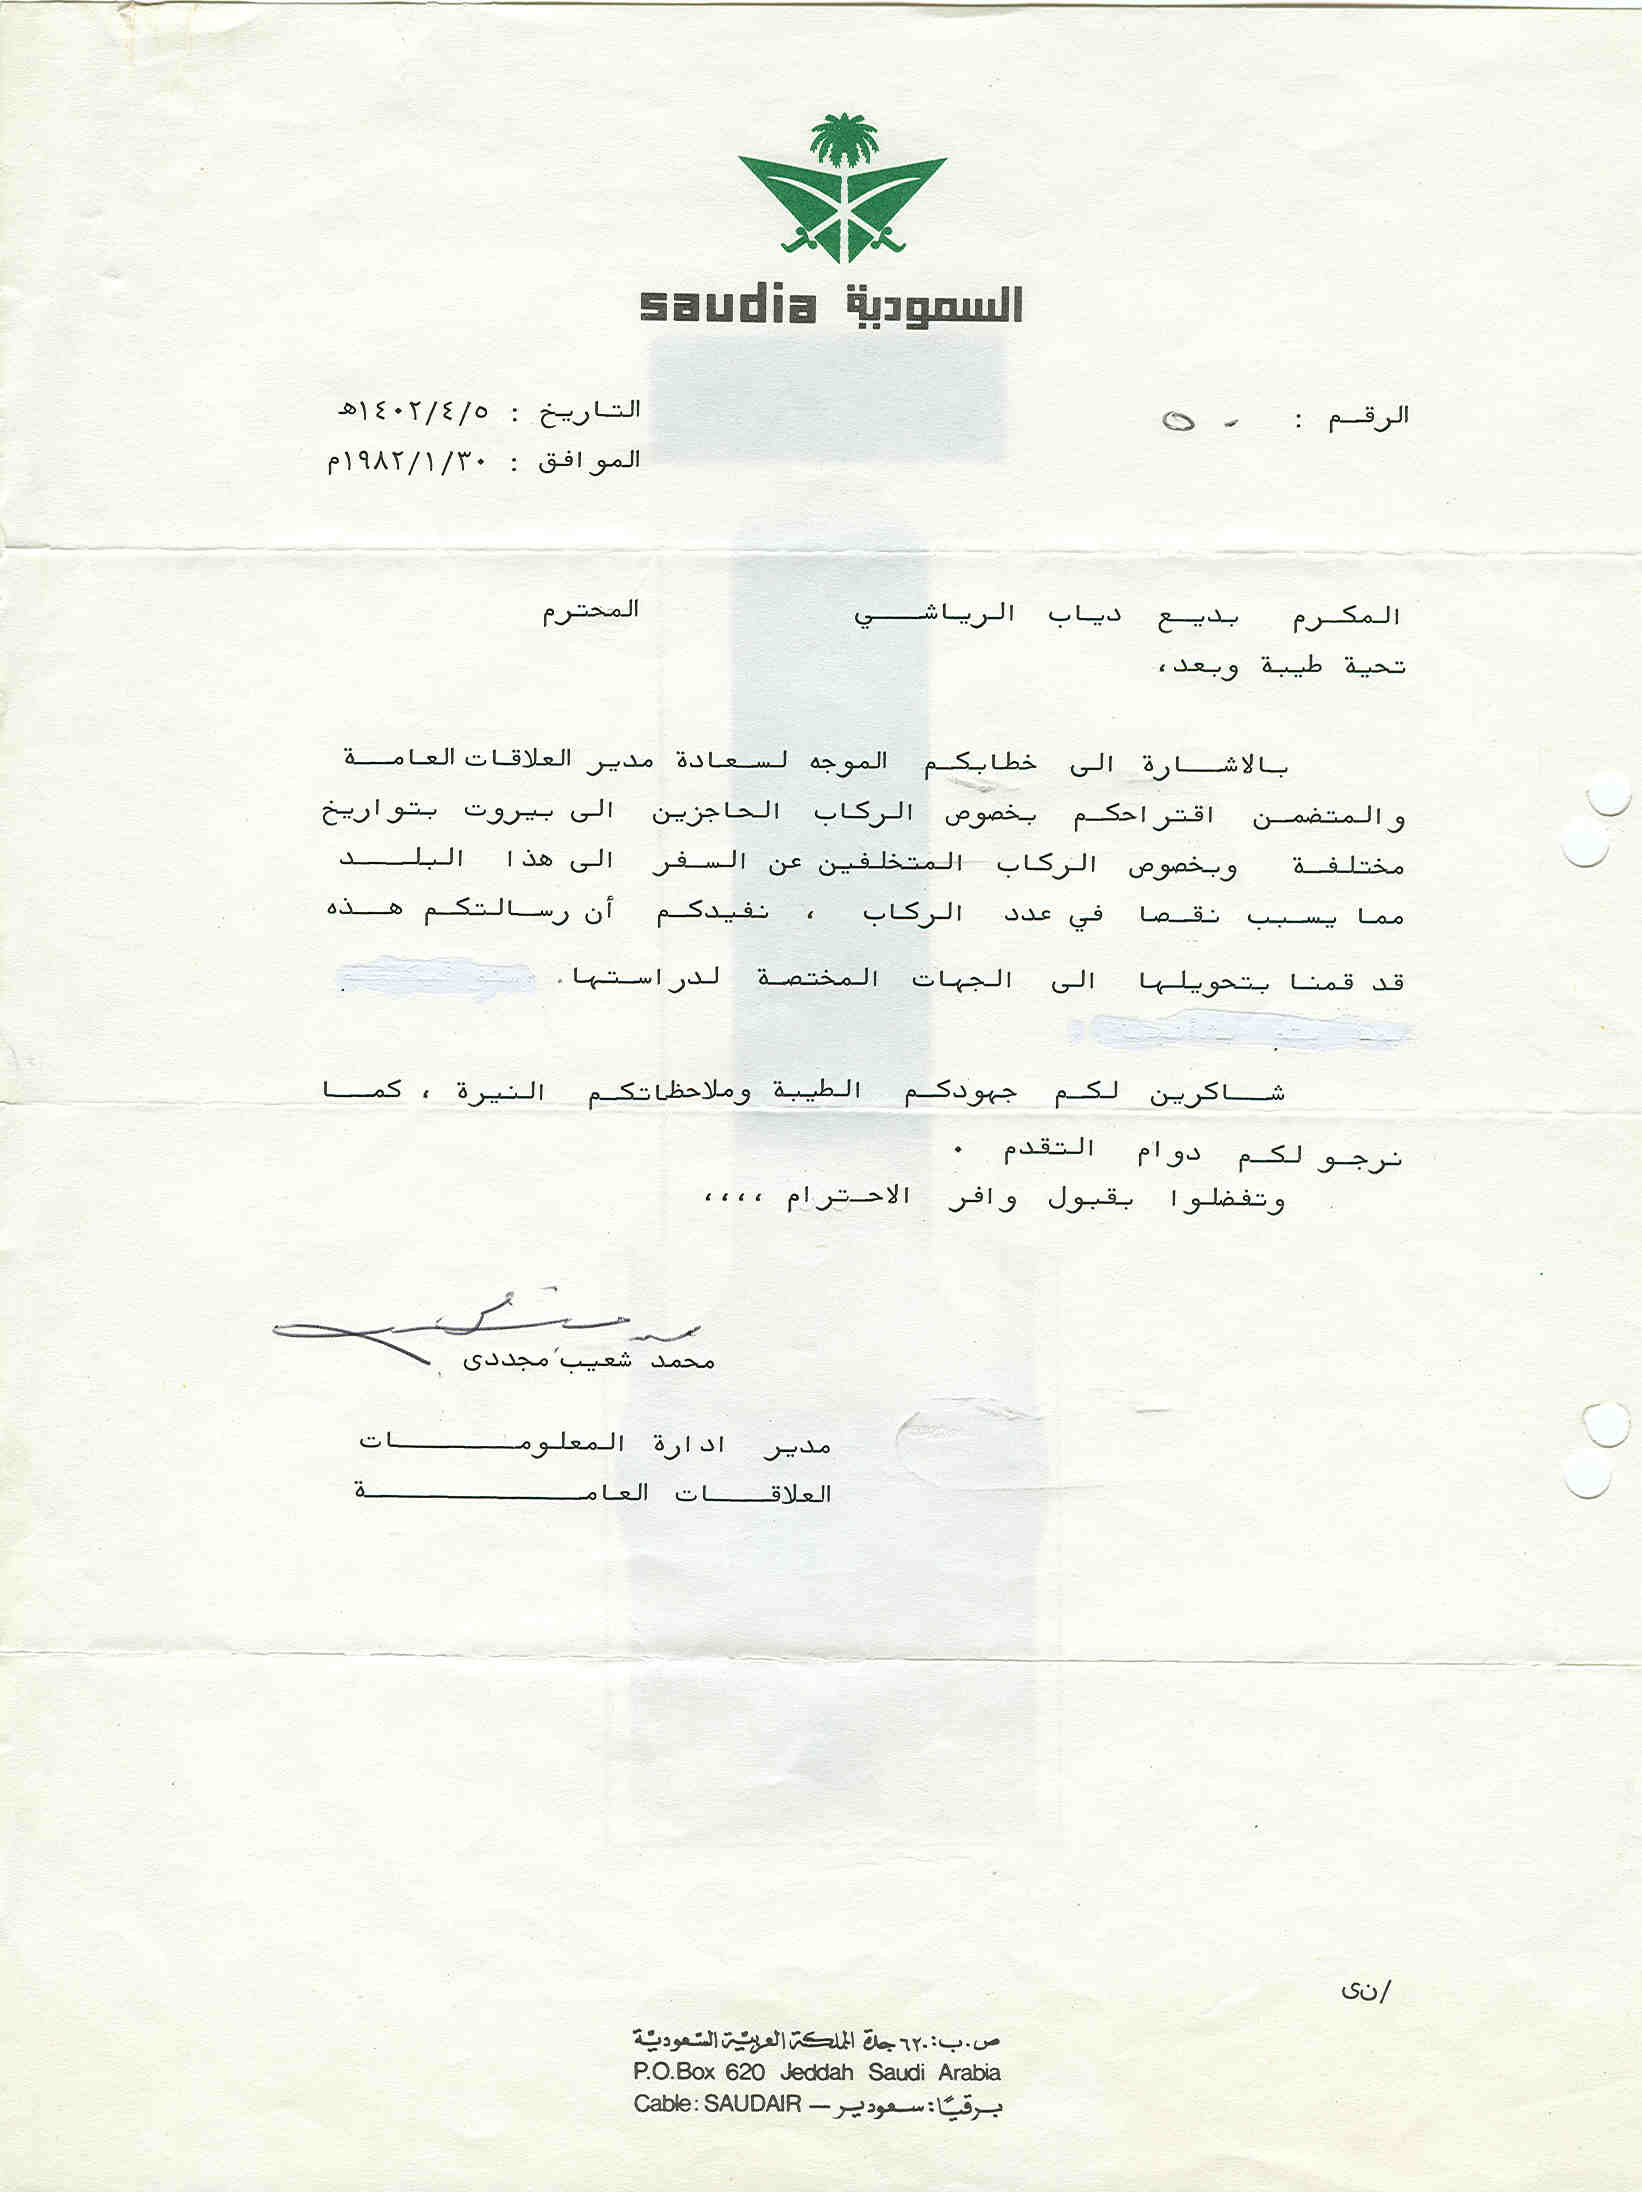 saudia السعودية
الرقم : ٥٠
التاريخ : ١٤٠٢/٤/٥ه
الموافق : ١٩٨٢/١/٣٠م
المكرم بديع دياب الرياشي المحترم
تحية طيبة وبعد،
بالاشارة الى خطابكم الموجه لسعادة مدير العلاقات العامة
والمتضمن اقتراحكم بخصوص الركاب الحاجزين الى بيروت بتواريخ
مختلفة وبخصوص الركاب المتخلفين عن السفر الى هذا البلد
مما يسبب نقصا في عدد الركاب ، نفيدكم أن رسالتكم هذه
قد قمنا بتحويلها الى الجهات المختصة لدراستها.
شاكرين لكم جهودكم الطيبة وملاحظاتكم النيرة ، كما
نرجو لكم دوام التقدم .
وتفضلوا بقبول وافر الاحترام ،،،،
محمد شعيب مجددى
مدير ادارة المعلومات
العلاقات العامة
/نى
ص.ب: ٦٢٠ جدة المملكة العربية السعودية
P.O.Box 620 Jeddah Saudi Arabia
Cable: SAUDAIR — برقيًا: سعودير